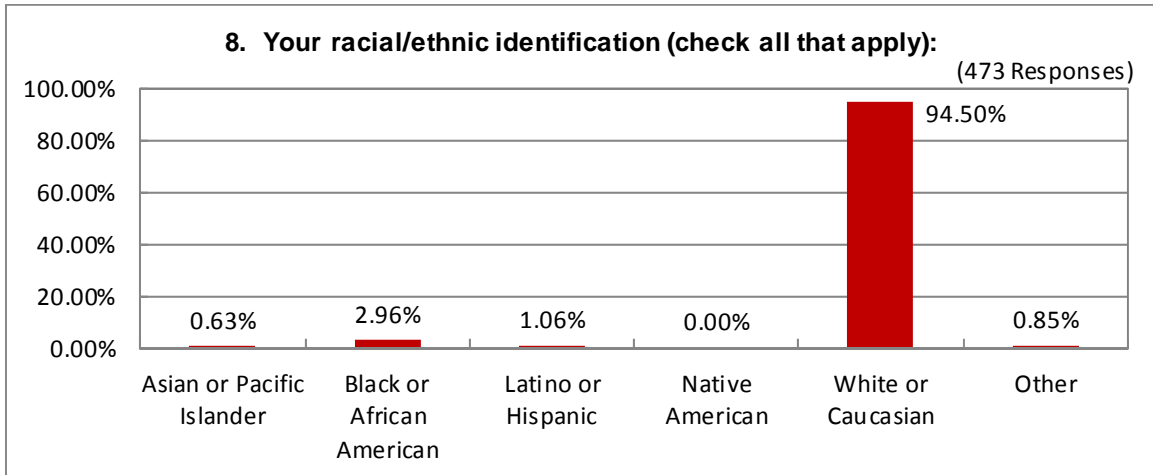 8. Your racial/ethnic identification (check all that apply):
(473 Responses)
100.00%
80.00%
60.00%
40.00%
20.00%
0.00%
0.63%
2.96%
1.06%
0.00%
94.50%
0.85%
Asian or Pacific
Islander
Black or
African
American
Latino or
Hispanic
Native
American
White or
Caucasian
Other